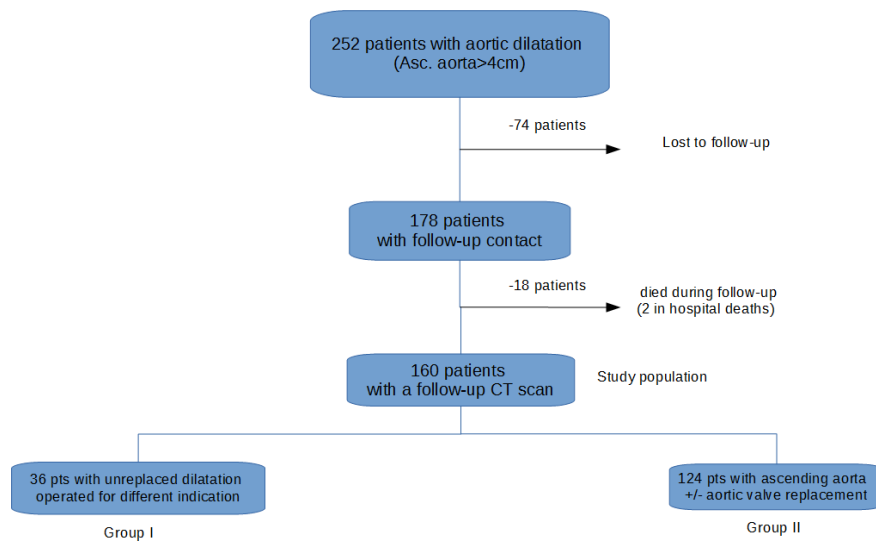 252 patients with aortic dilatation
(Asc. aorta>4cm)
-74 patients
Lost to follow-up
178 patients
with follow-up contact
-18 patients
died during follow-up
(2 in hospital deaths)
160 patients
with a follow-up CT scan
Study population
36 pts with unreplaced dilatation
operated for different indication
Group I
124 pts with ascending aorta
+/- aortic valve replacement
Group II